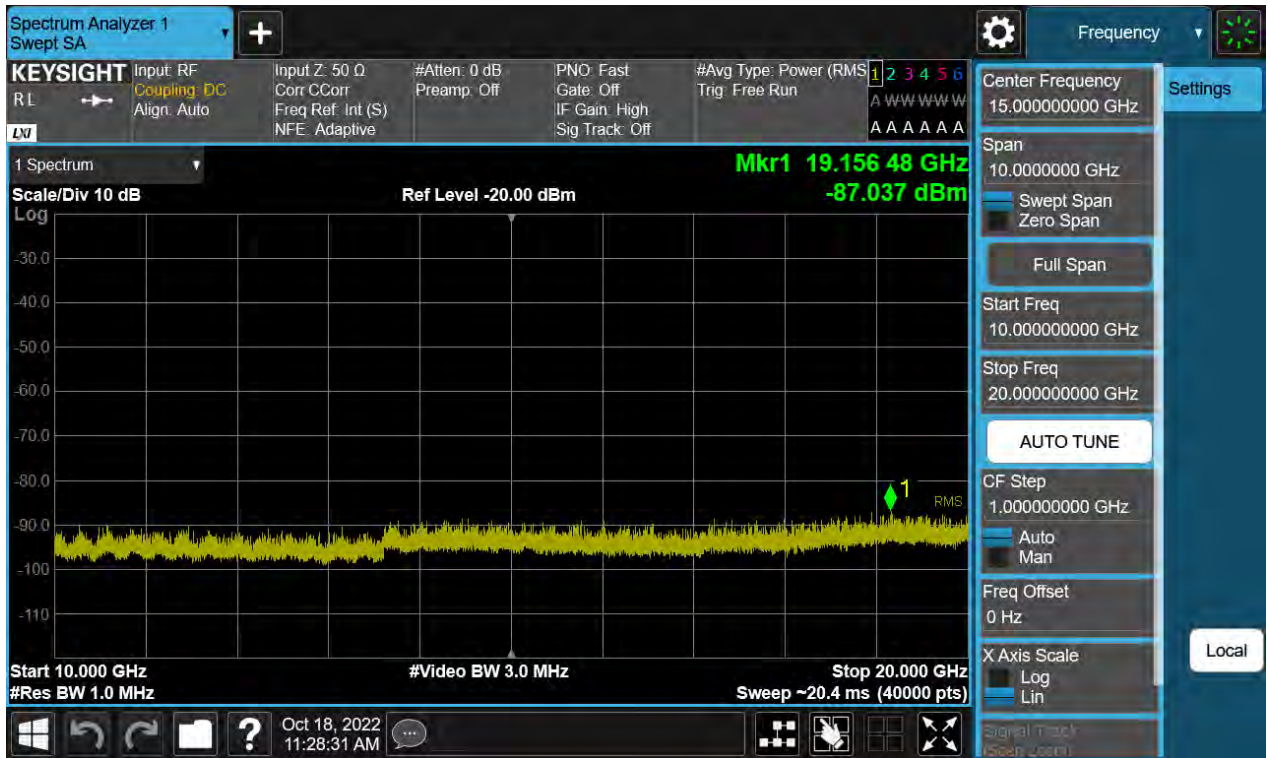 Spectrum Analyzer 1
Swept SA
+
Frequency
KEYSIGHT
RL
LXI
Input: RF
Coupling: DC
Align: Auto
Input Z: 50 Ω
Corr CCorr
Freq Ref: Int (S)
NFE: Adaptive
#Atten: 0 dB
Preamp: Off
PNO: Fast
Gate: Off
IF Gain: High
Sig Track: Off
#Avg Type: Power (RMS
Trig: Free Run
1 2 3 4 5 6
A W W W W W
A A A A A A
1 Spectrum
Scale/Div 10 dB
Ref Level -20.00 dBm
Mkr1 19.156 48 GHz
-87.037 dBm
Log
-30.0
-40.0
-50.0
-60.0
-70.0
-80.0
-90.0
-100
-110
1
RMS
Start 10.000 GHz
#Video BW 3.0 MHz
Stop 20.000 GHz
#Res BW 1.0 MHz
Sweep ~20.4 ms (40000 pts)
?
Oct 18, 2022
11:28:31 AM
Center Frequency
15.000000000 GHz
Span
10.0000000 GHz
Swept Span
Zero Span
Full Span
Start Freq
10.000000000 GHz
Stop Freq
20.000000000 GHz
AUTO TUNE
CF Step
1.000000000 GHz
Auto
Man
Freq Offset
0 Hz
X Axis Scale
Log
Lin
Signal Track
(Span Zoom)
Settings
Local